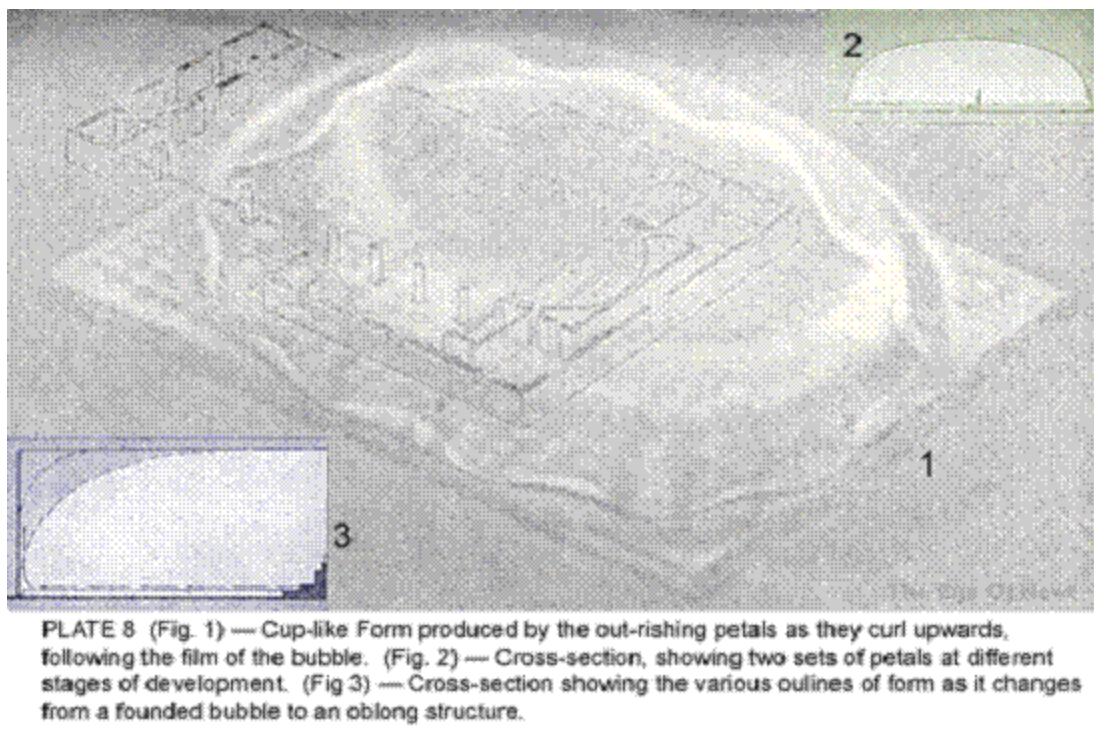 2
1
3
PLATE 8 (Fig. 1) — Cup-like Form produced by the out-rishing petals as they curl upwards,
following the film of the bubble. (Fig. 2) — Cross-section, showing two sets of petals at different
stages of development. (Fig 3) — Cross-section showing the various oulines of form as it changes
from a founded bubble to an oblong structure.